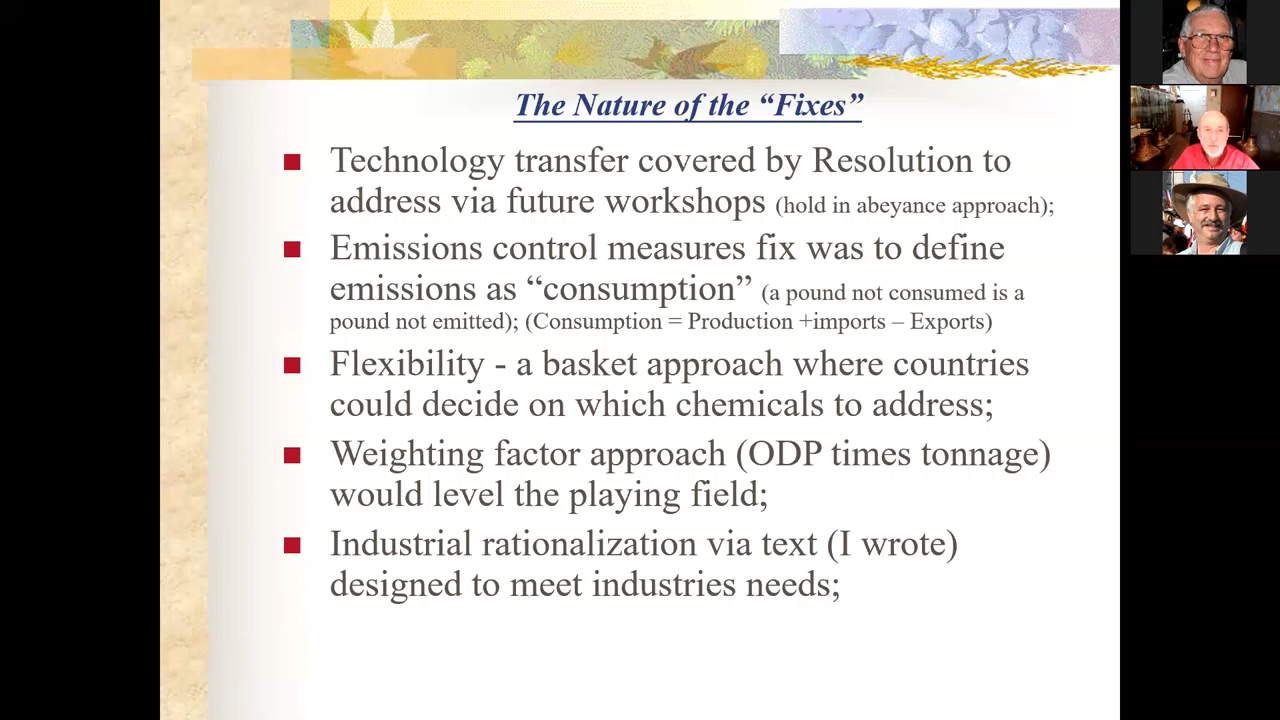 The Nature of the “Fixes”
Technology transfer covered by Resolution to
address via future workshops (hold in abeyance approach);
Emissions control measures fix was to define
emissions as “consumption” (a pound not consumed is a
pound not emitted); (Consumption = Production +imports – Exports)
Flexibility - a basket approach where countries
could decide on which chemicals to address;
Weighting factor approach (ODP times tonnage)
would level the playing field;
Industrial rationalization via text (I wrote)
designed to meet industries needs;